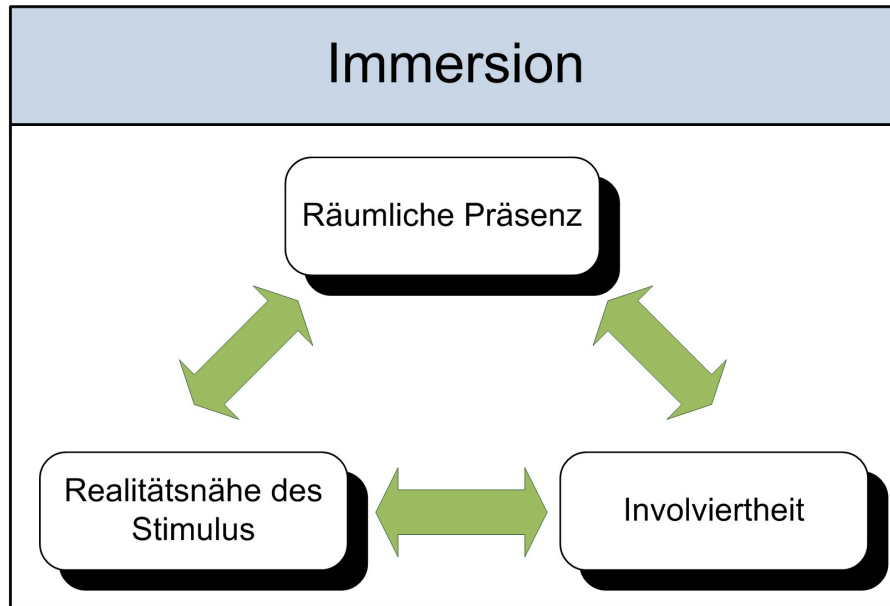 Immersion
Räumliche Präsenz
Realitätsnähe des
Stimulus
Involviertheit